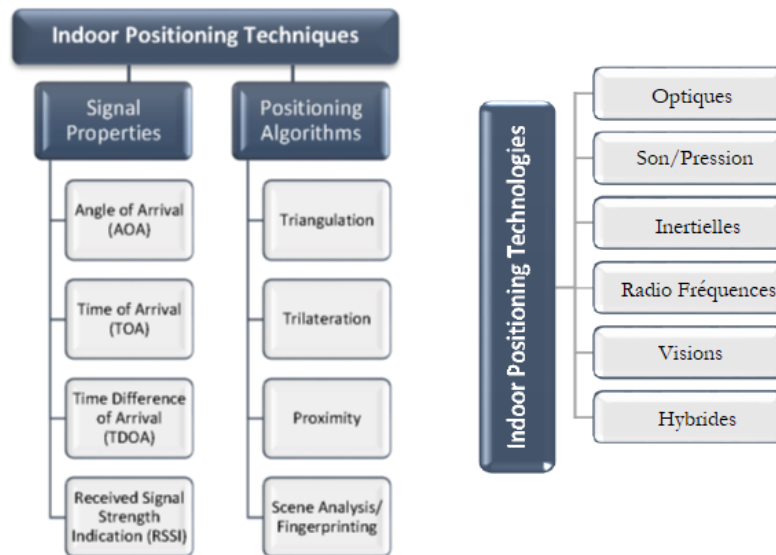 Indoor Positioning Techniques
Signal
Properties
Angle of Arrival
(AOA)
Time of Arrival
(TOA)
Time Difference
of Arrival
(TDOA)
Received Signal
Strength
Indication (RSSI)
Positioning
Algorithms
Triangulation
Trilateration
Proximity
Scene Analysis/
Fingerprinting
Indoor Positioning Technologies
Optiques
Son/Pression
Inertielles
Radio Fréquences
Visions
Hybrides